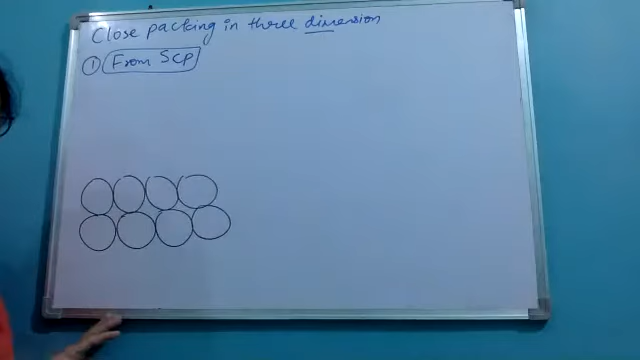 Close packing in three dimension
① From SCP